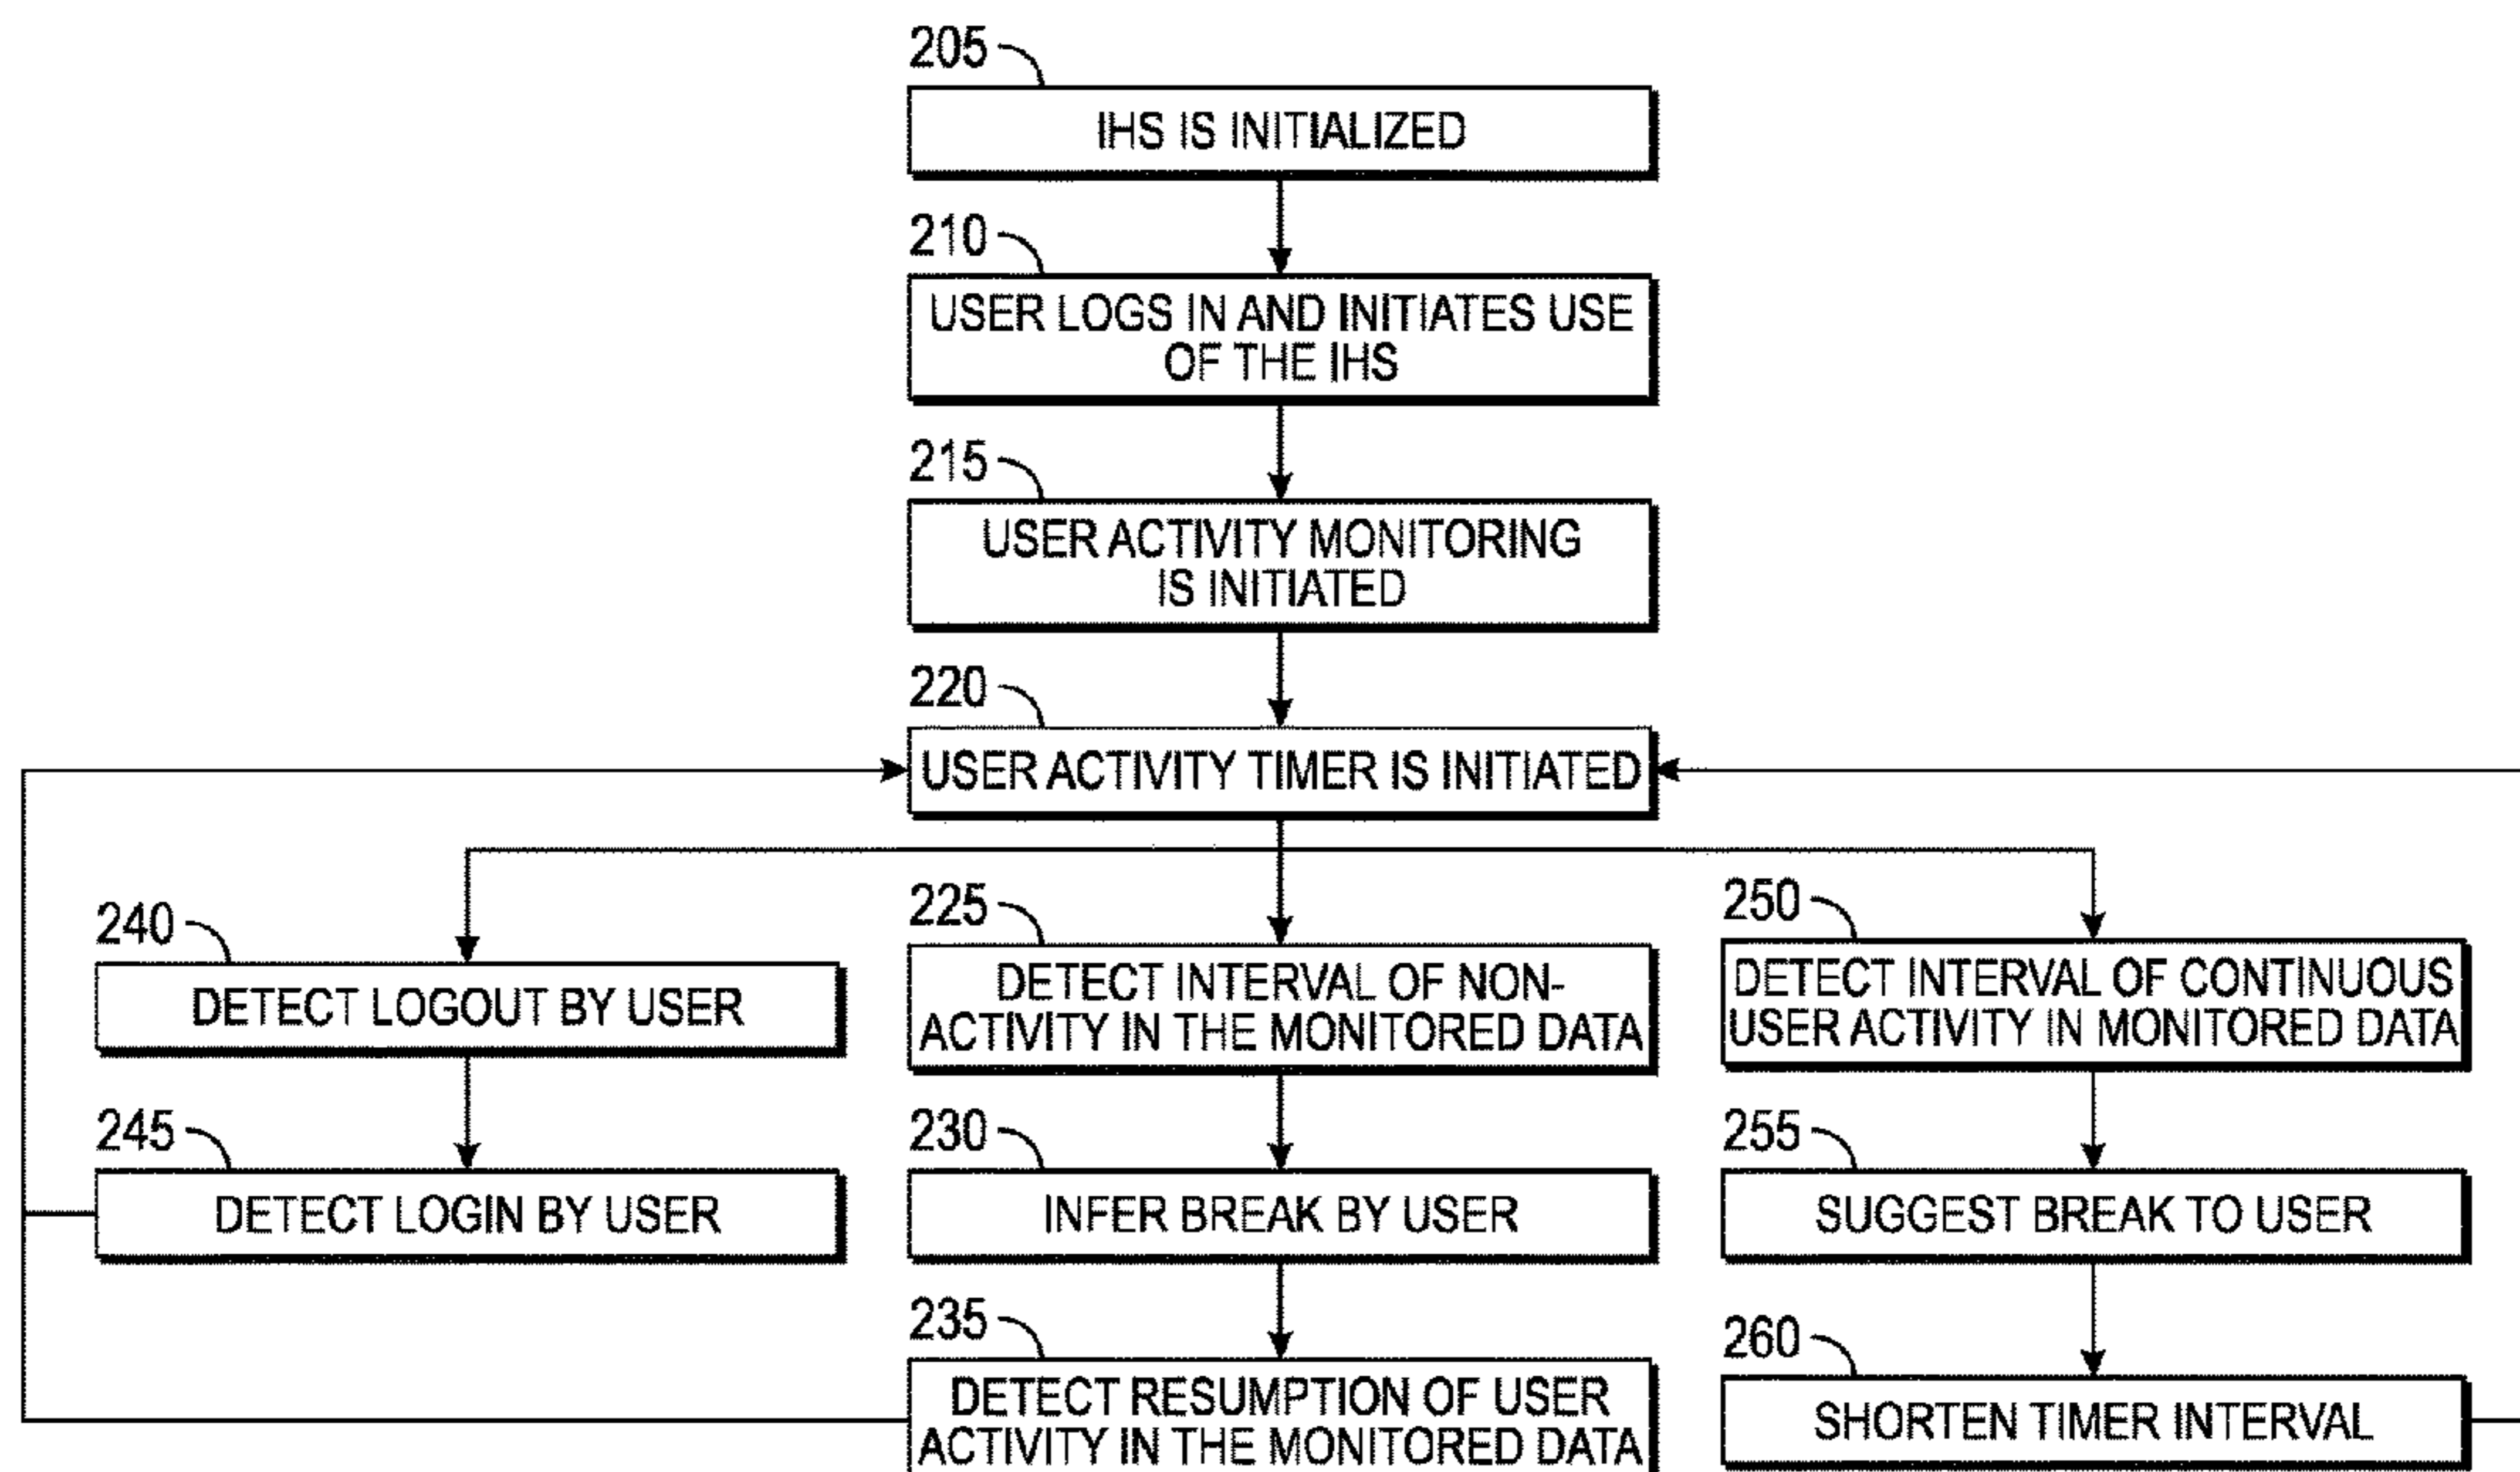 205
IHS IS INITIALIZED
210
USER LOGS IN AND INITIATES USE
OF THE IHS
215
USER ACTIVITY MONITORING
IS INITIATED
220
USER ACTIVITY TIMER IS INITIATED
240
DETECT LOGOUT BY USER
245
DETECT LOGIN BY USER
225
DETECT INTERVAL OF NON-
ACTIVITY IN THE MONITORED DATA
230
INFER BREAK BY USER
235
DETECT RESUMPTION OF USER
ACTIVITY IN THE MONITORED DATA
250
DETECT INTERVAL OF CONTINUOUS
USER ACTIVITY IN MONITORED DATA
255
SUGGEST BREAK TO USER
260
SHORTEN TIMER INTERVAL